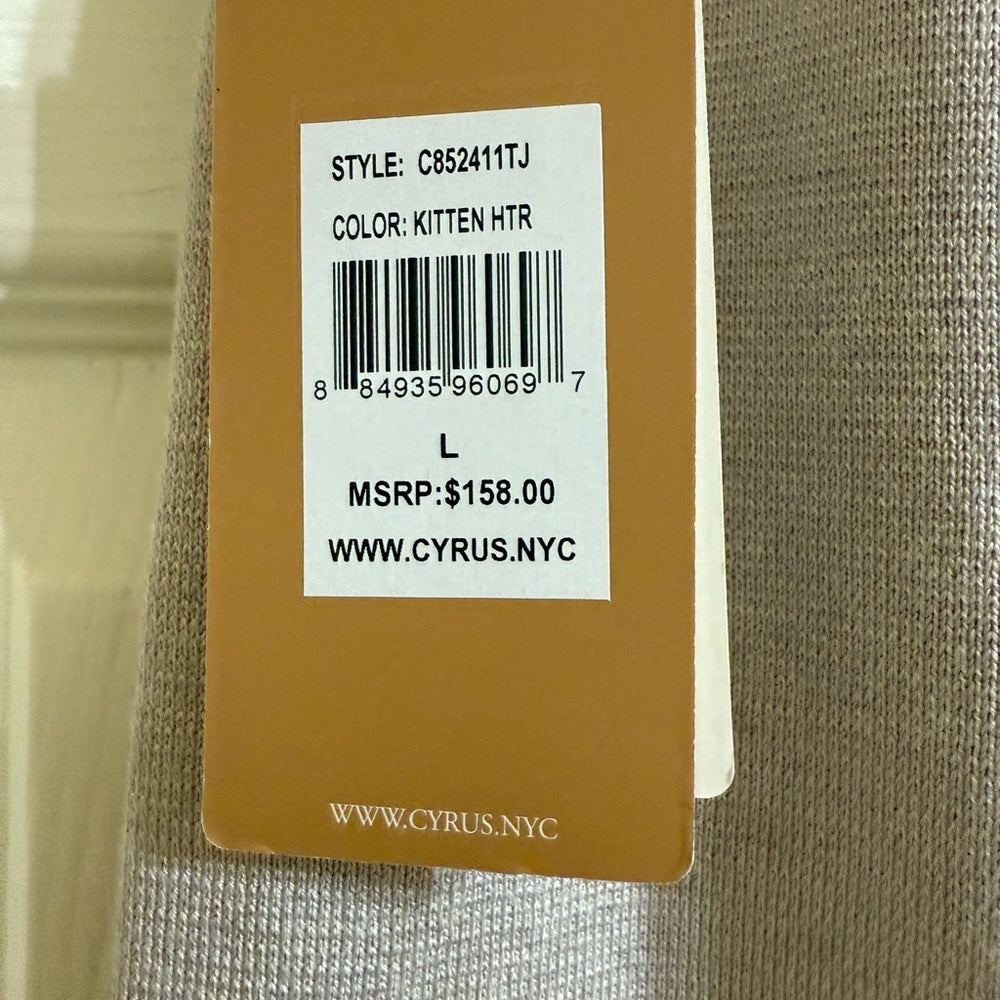 STYLE: C852411TJ
COLOR: KITTEN HTR
8 84935 96069 7
L
MSRP:$158.00
WWW.CYRUS.NYC
WWW.CYRUS.NYC